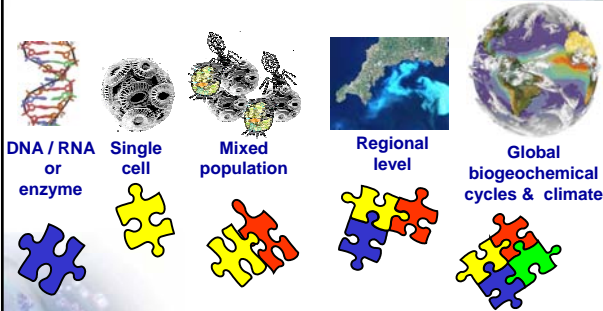 DNA / RNA
or
enzyme
Single
cell
Mixed
population
Regional
level
Global
biogeochemical
cycles & climate